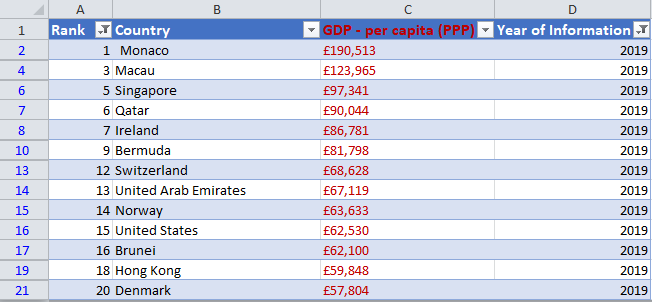 A B C D
1 Rank Country GDP - per capita (PPP) Year of Information
2 1 Monaco £190,513 2019
4 3 Macau £123,965 2019
6 5 Singapore £97,341 2019
7 6 Qatar £90,044 2019
8 7 Ireland £86,781 2019
10 9 Bermuda £81,798 2019
13 12 Switzerland £68,628 2019
14 13 United Arab Emirates £67,119 2019
15 14 Norway £63,633 2019
16 15 United States £62,530 2019
17 16 Brunei £62,100 2019
19 18 Hong Kong £59,848 2019
21 20 Denmark £57,804 2019